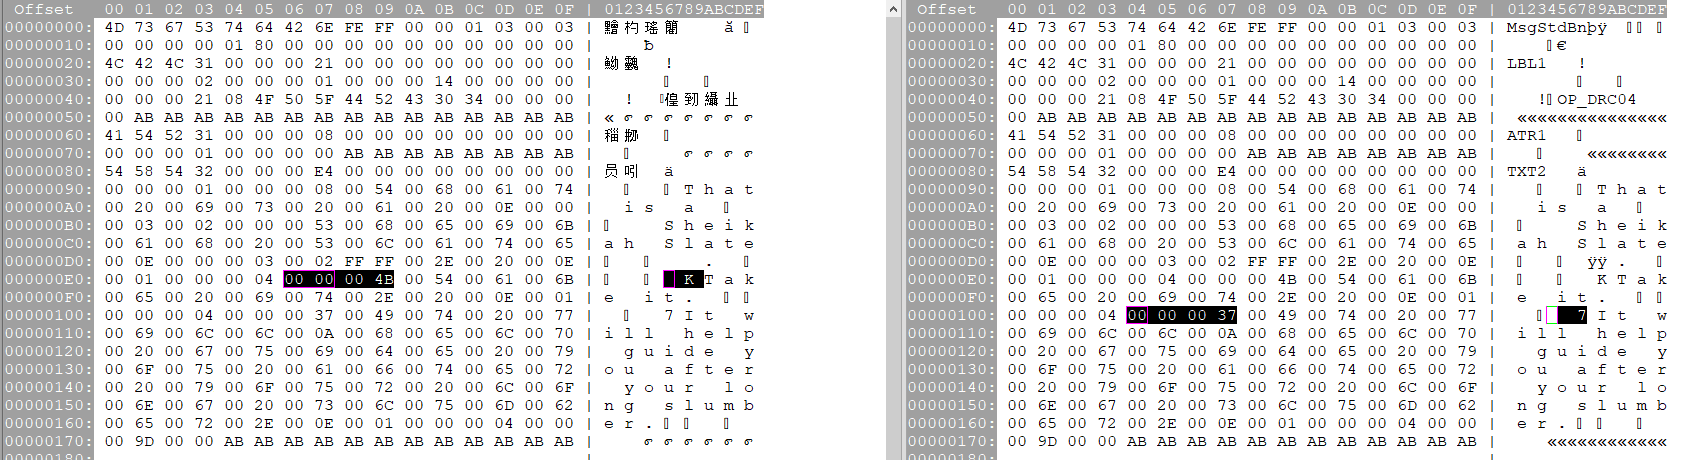 Offset 00 01 02 03 04 05 06 07 08 09 0A 0B 0C 0D 0E 0F 0123456789ABCDEF
00000000: 4D 73 67 53 74 64 42 6E FE FF 00 00 01 03 00 03
00000010: 00 00 00 00 01 80 00 00 00 00 00 00 00 00 00 00
00000020: 4C 42 4C 31 00 00 00 21 00 00 00 00 00 00 00 00 !
00000030: 00 00 00 02 00 00 00 01 00 00 00 14 00 00 00 00
00000040: 00 00 00 21 08 4F 50 5F 44 52 43 30 34 00 00 00 !
00000050: 00 AB AB AB AB AB AB AB AB AB AB AB AB AB AB AB «
00000060: 41 54 52 31 00 00 00 08 00 00 00 00 00 00 00 00
00000070: 00 00 00 01 00 00 00 00 AB AB AB AB AB AB AB AB
00000080: 54 58 54 32 00 00 00 E4 00 00 00 00 00 00 00 00 员吲 ä
00000090: 00 00 00 01 00 00 00 08 00 54 00 68 00 61 00 74 That
000000A0: 00 20 00 69 00 73 00 20 00 61 00 20 00 0E 00 00 is a
000000B0: 00 03 00 02 00 00 00 53 00 68 00 65 00 69 00 6B Sheik
000000C0: 00 61 00 68 00 20 00 53 00 6C 00 61 00 74 00 65 ah Slate
000000D0: 00 0E 00 00 00 03 00 02 FF FF 00 2E 00 20 00 0E .
000000E0: 00 01 00 00 00 04 00 00 00 4B 00 54 00 61 00 6B KTak
000000F0: 00 65 00 20 00 69 00 74 00 2E 00 20 00 0E 00 01 e it.
00000100: 00 00 00 04 00 00 00 37 00 49 00 74 00 20 00 77 7It w
00000110: 00 69 00 6C 00 6C 00 0A 00 68 00 65 00 6C 00 70 ill help
00000120: 00 20 00 67 00 75 00 69 00 64 00 65 00 20 00 79 guide y
00000130: 00 6F 00 75 00 20 00 61 00 66 00 74 00 65 00 72 ou after
00000140: 00 20 00 79 00 6F 00 75 00 72 00 20 00 6C 00 6F your lo
00000150: 00 6E 00 67 00 20 00 73 00 6C 00 75 00 6D 00 62 ng slumb
00000160: 00 65 00 72 00 2E 00 0E 00 01 00 00 00 04 00 00 er.
00000170: 00 9D 00 00 AB AB AB AB AB AB AB AB AB AB AB AB
00000180:
Offset 00 01 02 03 04 05 06 07 08 09 0A 0B 0C 0D 0E 0F 0123456789ABCDEF
00000000: 4D 73 67 53 74 64 42 6E FE FF 00 00 01 03 00 03 MsgStdBnþÿ
00000010: 00 00 00 00 01 80 00 00 00 00 00 00 00 00 00 00 €
00000020: 4C 42 4C 31 00 00 00 21 00 00 00 00 00 00 00 00 LBL1 !
00000030: 00 00 00 02 00 00 00 01 00 00 00 14 00 00 00 00
00000040: 00 00 00 21 08 4F 50 5F 44 52 43 30 34 00 00 00 ! OP_DRC04
00000050: 00 AB AB AB AB AB AB AB AB AB AB AB AB AB AB AB «««««««««««««««
00000060: 41 54 52 31 00 00 00 08 00 00 00 00 00 00 00 00 ATR1
00000070: 00 00 00 01 00 00 00 00 AB AB AB AB AB AB AB AB ««««««««
00000080: 54 58 54 32 00 00 00 E4 00 00 00 00 00 00 00 00 TXT2 ä
00000090: 00 00 00 01 00 00 00 08 00 54 00 68 00 61 00 74 That
000000A0: 00 20 00 69 00 73 00 20 00 61 00 20 00 0E 00 00 is a
000000B0: 00 03 00 02 00 00 00 53 00 68 00 65 00 69 00 6B Sheik
000000C0: 00 61 00 68 00 20 00 53 00 6C 00 61 00 74 00 65 ah Slate
000000D0: 00 0E 00 00 00 03 00 02 FF FF 00 2E 00 20 00 0E ÿÿ .
000000E0: 00 01 00 00 00 04 00 00 00 4B 00 54 00 61 00 6B KTak
000000F0: 00 65 00 20 00 69 00 74 00 2E 00 20 00 0E 00 01 e it.
00000100: 00 00 00 04 00 00 00 37 00 49 00 74 00 20 00 77 7It w
00000110: 00 69 00 6C 00 6C 00 0A 00 68 00 65 00 6C 00 70 ill help
00000120: 00 20 00 67 00 75 00 69 00 64 00 65 00 20 00 79 guide y
00000130: 00 6F 00 75 00 20 00 61 00 66 00 74 00 65 00 72 ou after
00000140: 00 20 00 79 00 6F 00 75 00 72 00 20 00 6C 00 6F your lo
00000150: 00 6E 00 67 00 20 00 73 00 6C 00 75 00 6D 00 62 ng slumb
00000160: 00 65 00 72 00 2E 00 0E 00 01 00 00 00 04 00 00 er.
00000170: 00 9D 00 00 AB AB AB AB AB AB AB AB AB AB AB AB ««««««««««««
00000180: